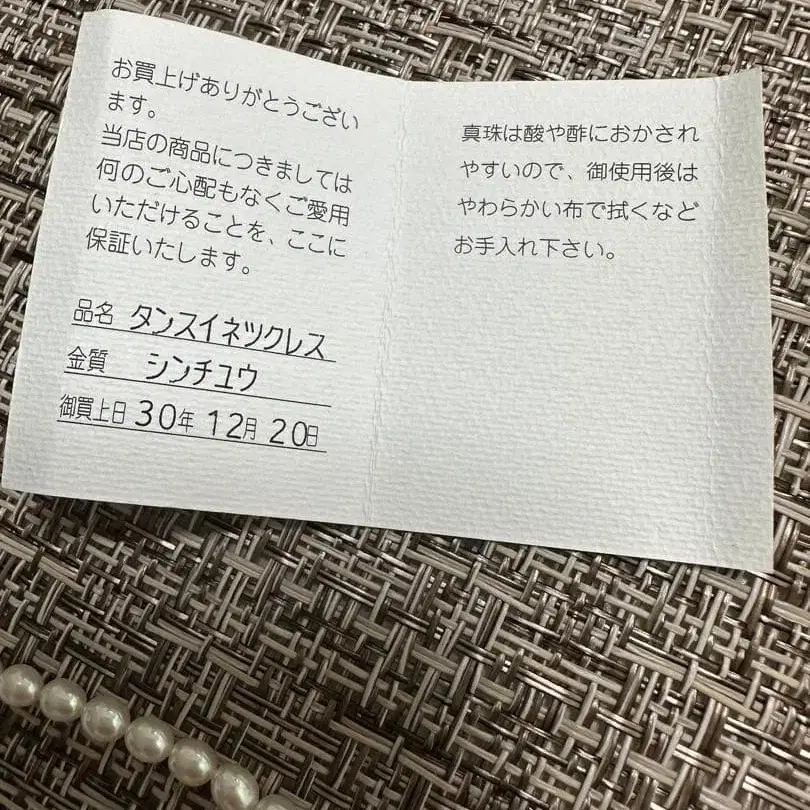 お買上げありがとうござい
ます。
当店の商品につきましては
何のご心配もなくご愛用
いただけることを、ここに
保証いたします。
品名 タンスイネツクレス
金質 シンチユウ
御買上日 30年 12月 20日
真珠は酸や酢におかされ
やすいので、御使用後は
やわらかい布で拭くなど
お手入れ下さい。